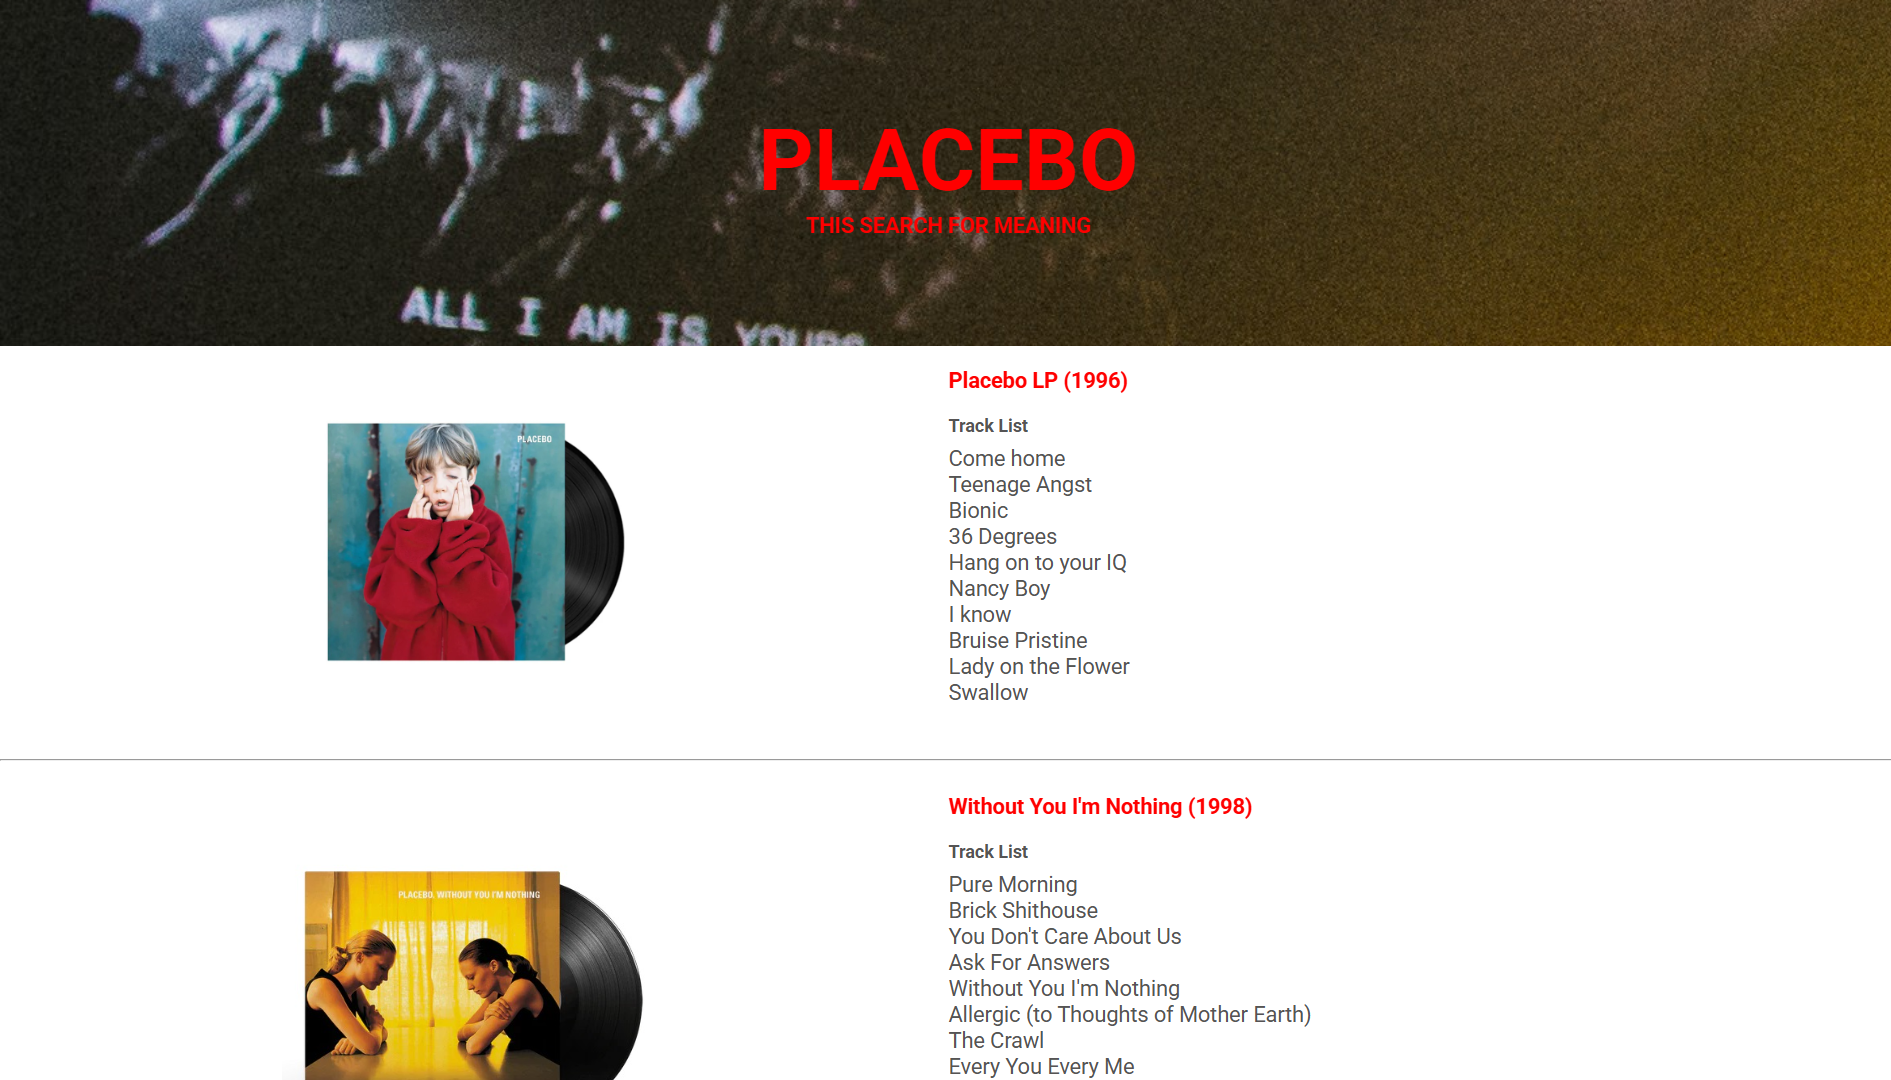 PLACEBO
THIS SEARCH FOR MEANING
ALL I AM IS YOURS
Placebo LP (1996)
PLACEBO
Track List
Come home
Teenage Angst
Bionic
36 Degrees
Hang on to your IQ
Nancy Boy
I know
Bruise Pristine
Lady on the Flower
Swallow
Without You I'm Nothing (1998)
Track List
PLACEBO. WITHOUT YOU I'M NOTHING
Pure Morning
Brick Shithouse
You Don't Care About Us
Ask For Answers
Without You I'm Nothing
Allergic (to Thoughts of Mother Earth)
The Crawl
Every You Every Me